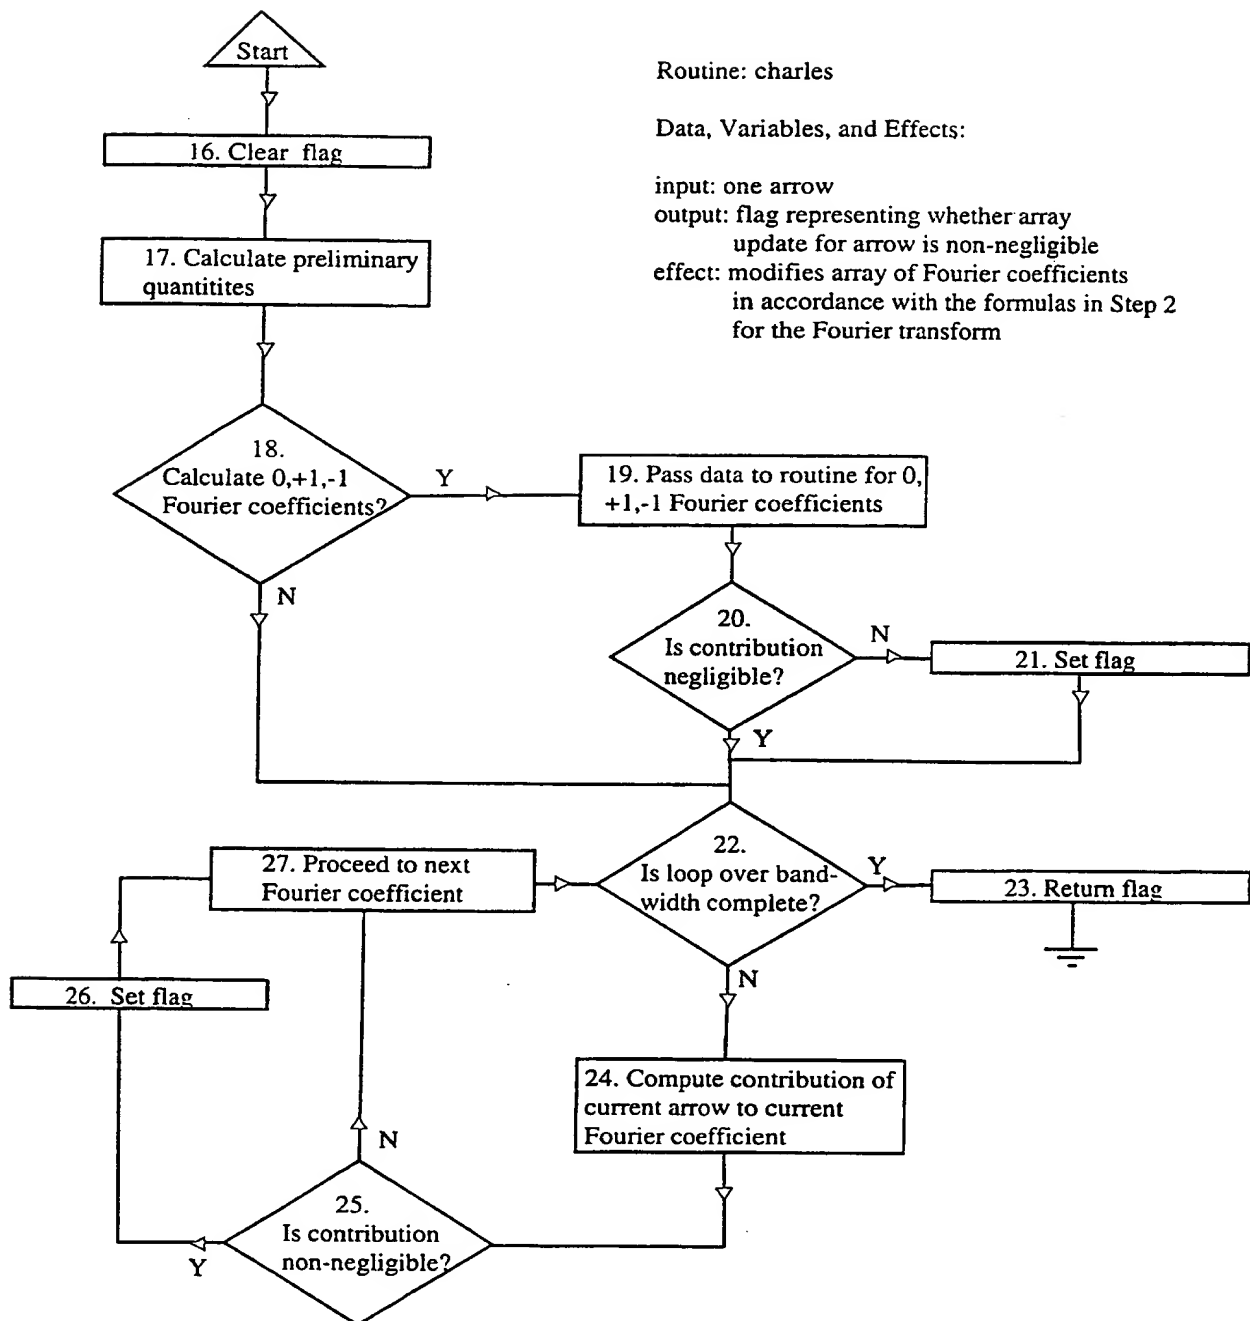 Start
Routine: charles
Data, Variables, and Effects:
input: one arrow
output: flag representing whether array
update for arrow is non-negligible
effect: modifies array of Fourier coefficients
in accordance with the formulas in Step 2
for the Fourier transform
16. Clear flag
17. Calculate preliminary
quantitites
18.
Calculate 0,+1,-1
Fourier coefficients?
Y
N
19. Pass data to routine for 0,
+1,-1 Fourier coefficients
20.
Is contribution
negligible?
N
Y
21. Set flag
22.
Is loop over band-
width complete?
Y
N
23. Return flag
24. Compute contribution of
current arrow to current
Fourier coefficient
25.
Is contribution
non-negligible?
N
Y
26. Set flag
27. Proceed to next
Fourier coefficient